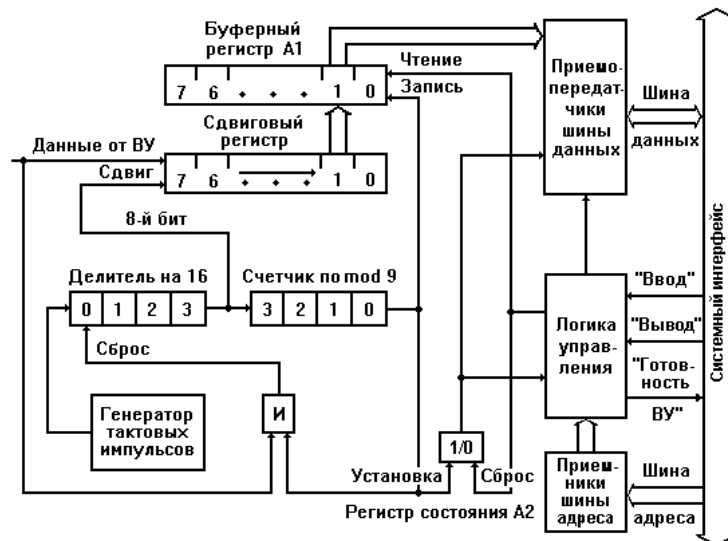 Буферный
регистр А1
7 6 • • • 1 0
Чтение
Запись
Приемо-
передат-
чики
шины
данных
Шина
данных
Данные от ВУ
Сдвиг
Сдвиговый
регистр
7 6 • • • 1 0
8-й бит
Делитель на 16
0 1 2 3
Счетчик по mod 9
3 2 1 0
Сброс
Генератор
тактовых
импульсов
И
1/0
Установка
Сброс
Регистр состояния А2
Логика
управ-
ления
"Ввод"
"Вывод"
"Готов-
ность
ВУ"
Прием-
ники
шины
адреса
Шина
адреса
Системный интерфейс